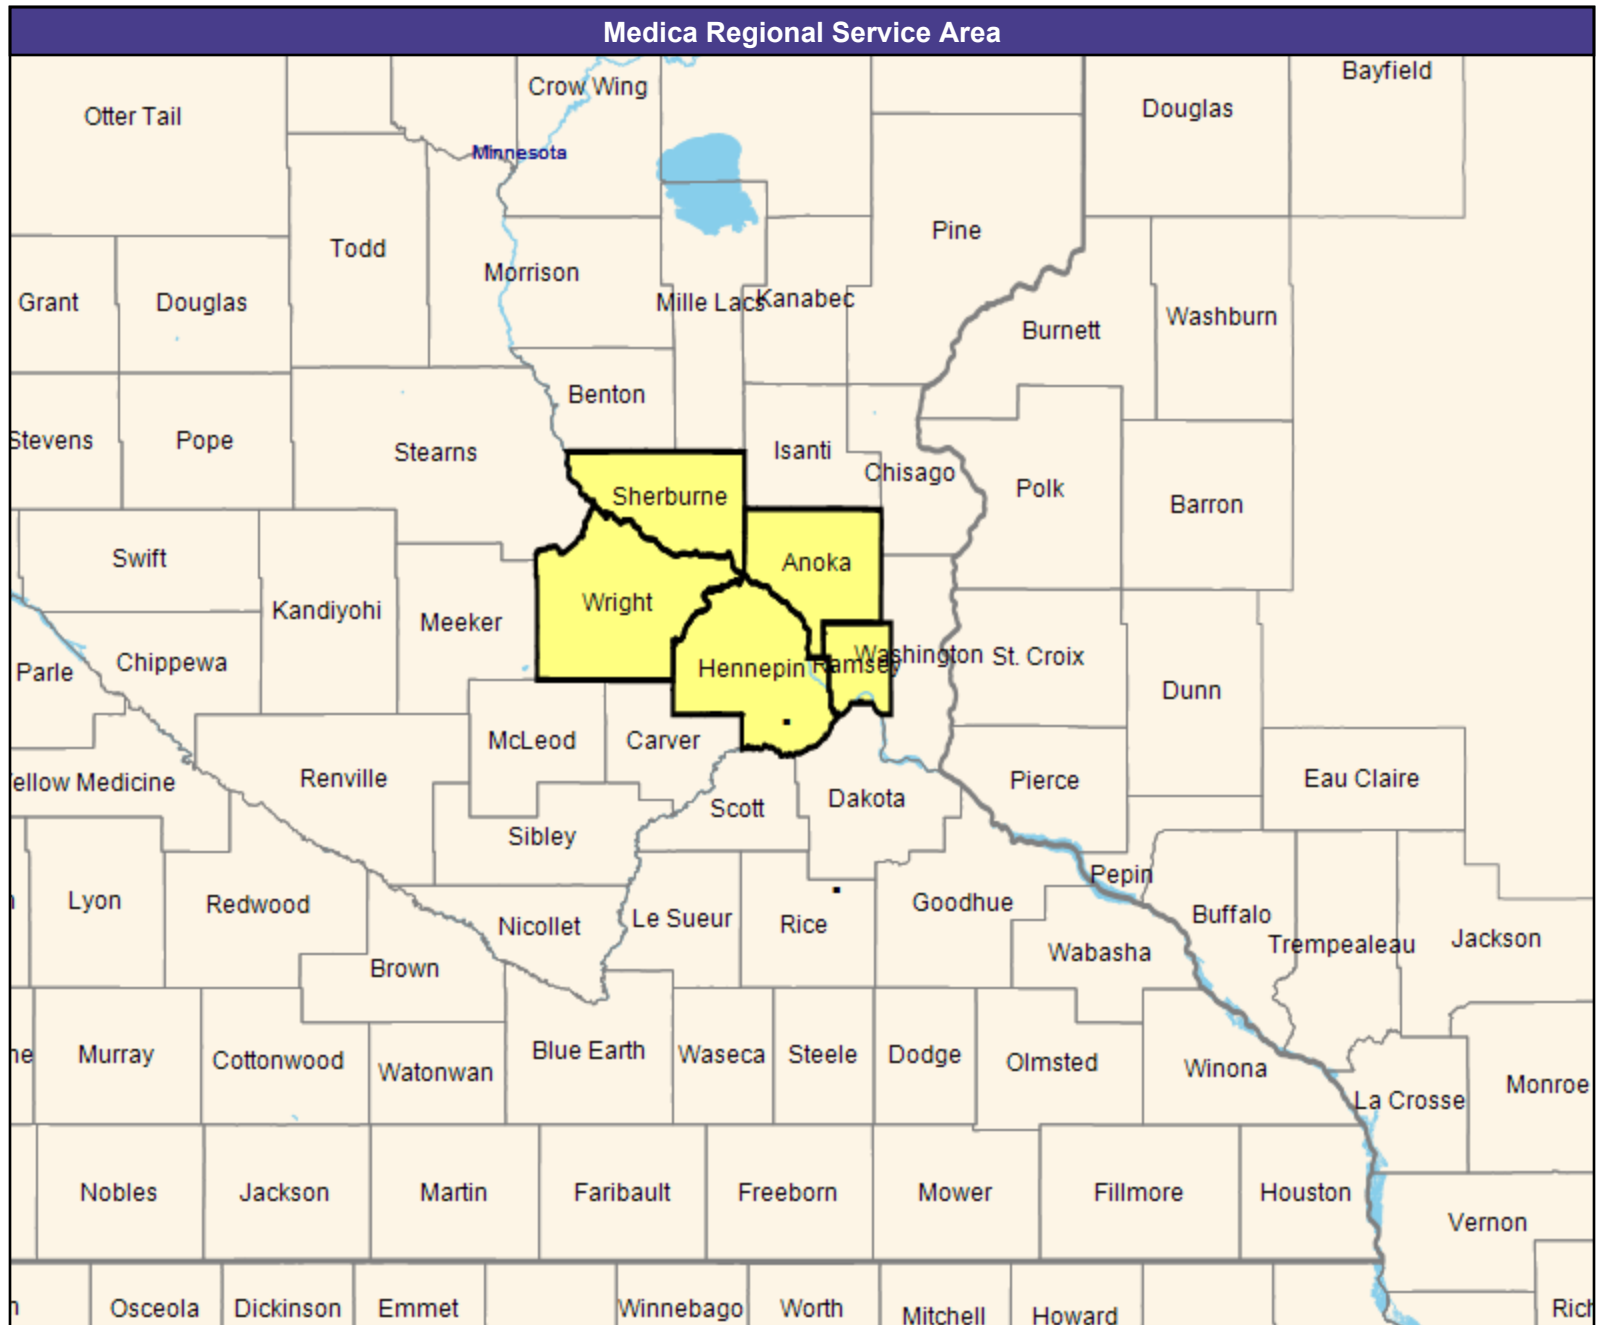 Medica Regional Service Area
Crow Wing
Bayfield
Otter Tail
Douglas
Minnesota
Pine
Todd
Morrison
Grant
Douglas
Mille Lacs
Kanabec
Burnett
Washburn
Benton
Stevens
Pope
Stearns
Isanti
Chisago
Polk
Barron
Sherburne
Swift
Anoka
Wright
Kandiyohi
Meeker
Parle
Chippewa
Hennepin
Ramsey
Washington
St. Croix
Dunn
McLeod
Carver
ellow Medicine
Renville
Scott
Dakota
Pierce
Eau Claire
Sibley
Pepin
Lyon
Redwood
Nicollet
Le Sueur
Rice
Goodhue
Buffalo
Trempealeau
Jackson
Brown
Wabasha
ne
Murray
Cottonwood
Watonwan
Blue Earth
Waseca
Steele
Dodge
Olmsted
Winona
La Crosse
Monroe
Nobles
Jackson
Martin
Faribault
Freeborn
Mower
Fillmore
Houston
Vernon
Osceola
Dickinson
Emmet
Winnebago
Worth
Mitchell
Howard
Rich